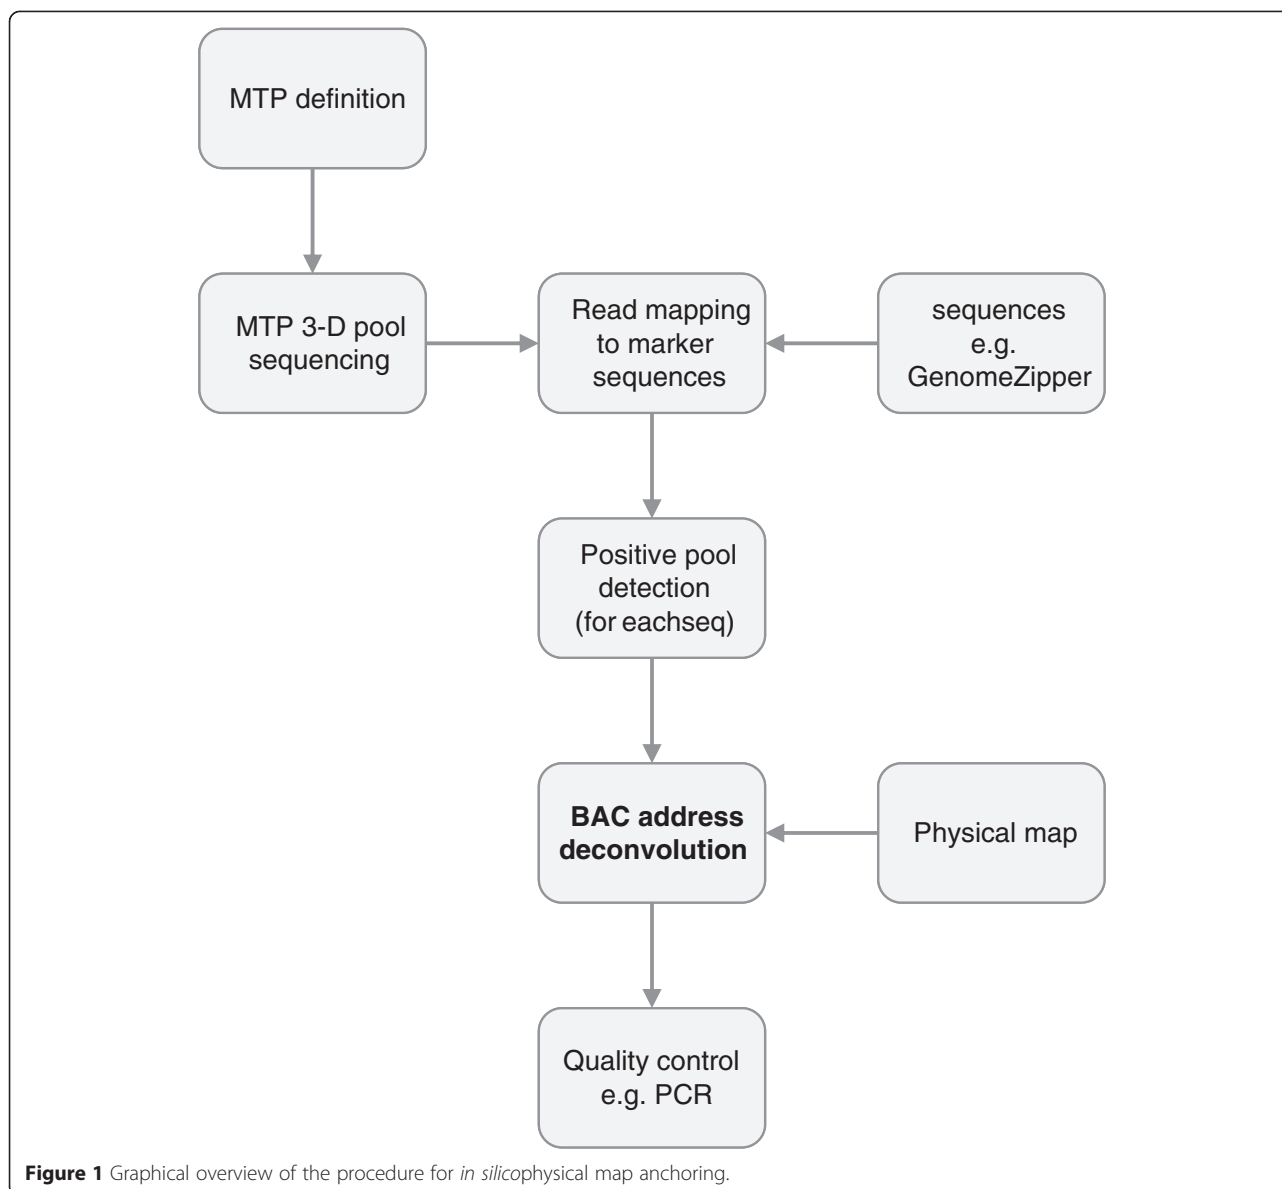 MTP definition
MTP 3-D pool
sequencing
Read mapping
to marker
sequences
sequences
e.g.
GenomeZipper
Positive pool
detection
(for eachseq)
BAC address
deconvolution
Physical map
Quality control
e.g. PCR
Figure 1 Graphical overview of the procedure for in silicophysical map anchoring.